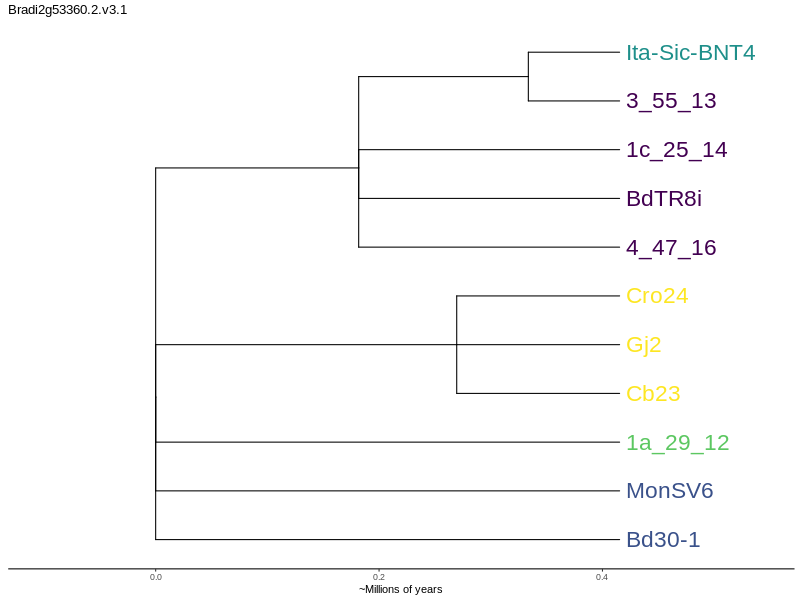 Bradi2g53360.2.v3.1
Ita-Sic-BNT4
3_55_13
1c_25_14
BdTR8i
4_47_16
Cro24
Gj2
Cb23
1a_29_12
MonSV6
Bd30-1
0.0 0.2 0.4
~Millions of years